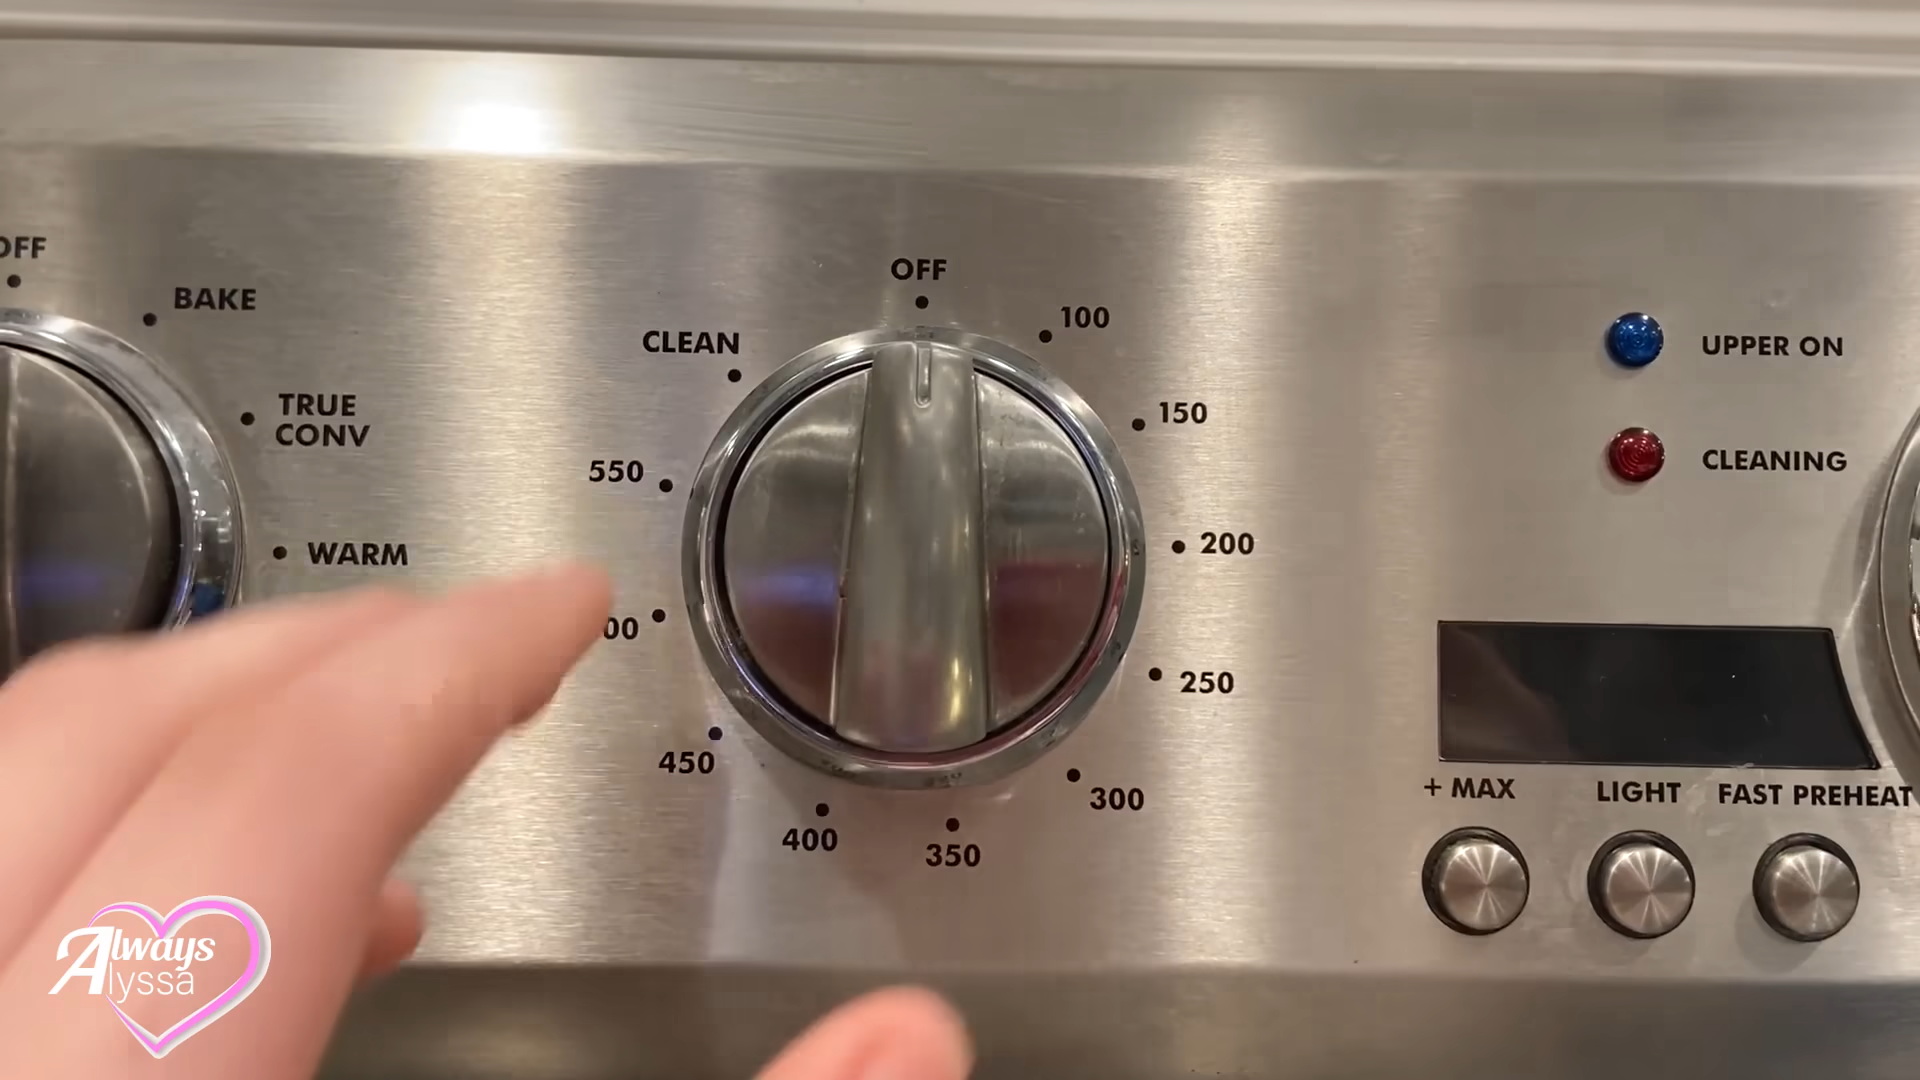 OFF
BAKE
TRUE
CONV
WARM
OFF
100
150
200
250
300
350
400
450
00
550
CLEAN
UPPER ON
CLEANING
+ MAX
LIGHT
FAST PREHEAT
Always
Alyssa